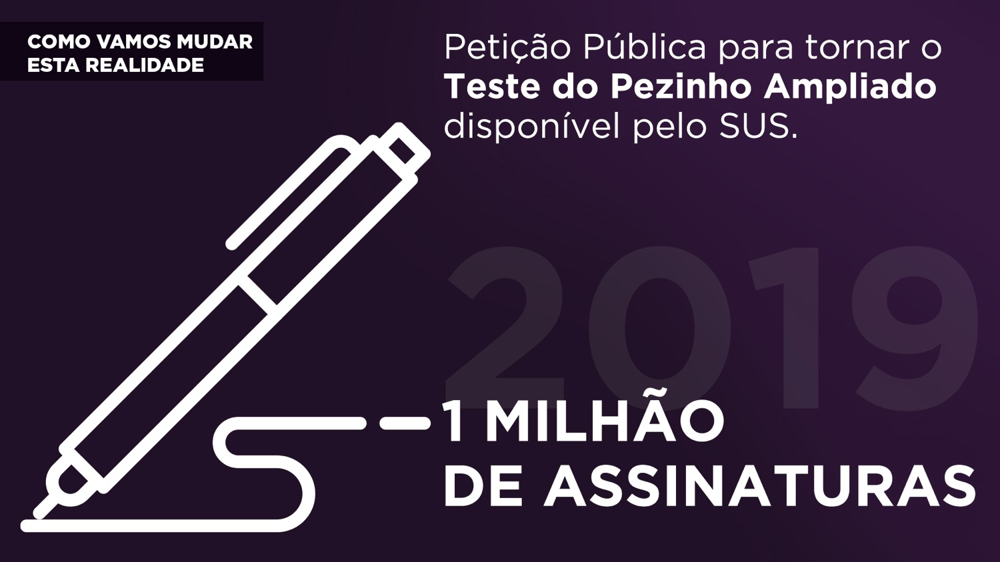 COMO VAMOS MUDAR
ESTA REALIDADE
Petição Pública para tornar o
Teste do Pezinho Ampliado
disponível pelo SUS.
2019
1 MILHÃO
DE ASSINATURAS